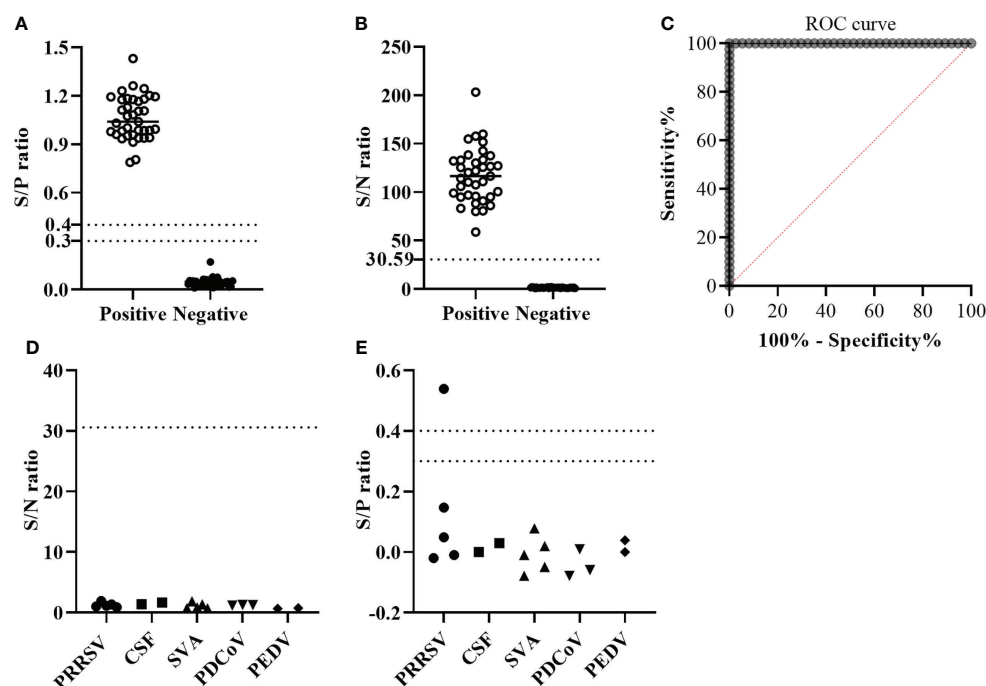 A
S/P ratio
1.5
1.2
0.9
0.6
0.4
0.3
0.0
Positive Negative
B
S/N ratio
250
200
150
100
50
30.59
0
Positive Negative
C
ROC curve
Sensitivity%
100
80
60
40
20
0
0 20 40 60 80 100
100% - Specificity%
D
S/N ratio
40
30
20
10
0
PRRSV CSF SVA PDCoV PEDV
E
S/P ratio
0.6
0.4
0.2
0.0
-0.2
PRRSV CSF SVA PDCoV PEDV